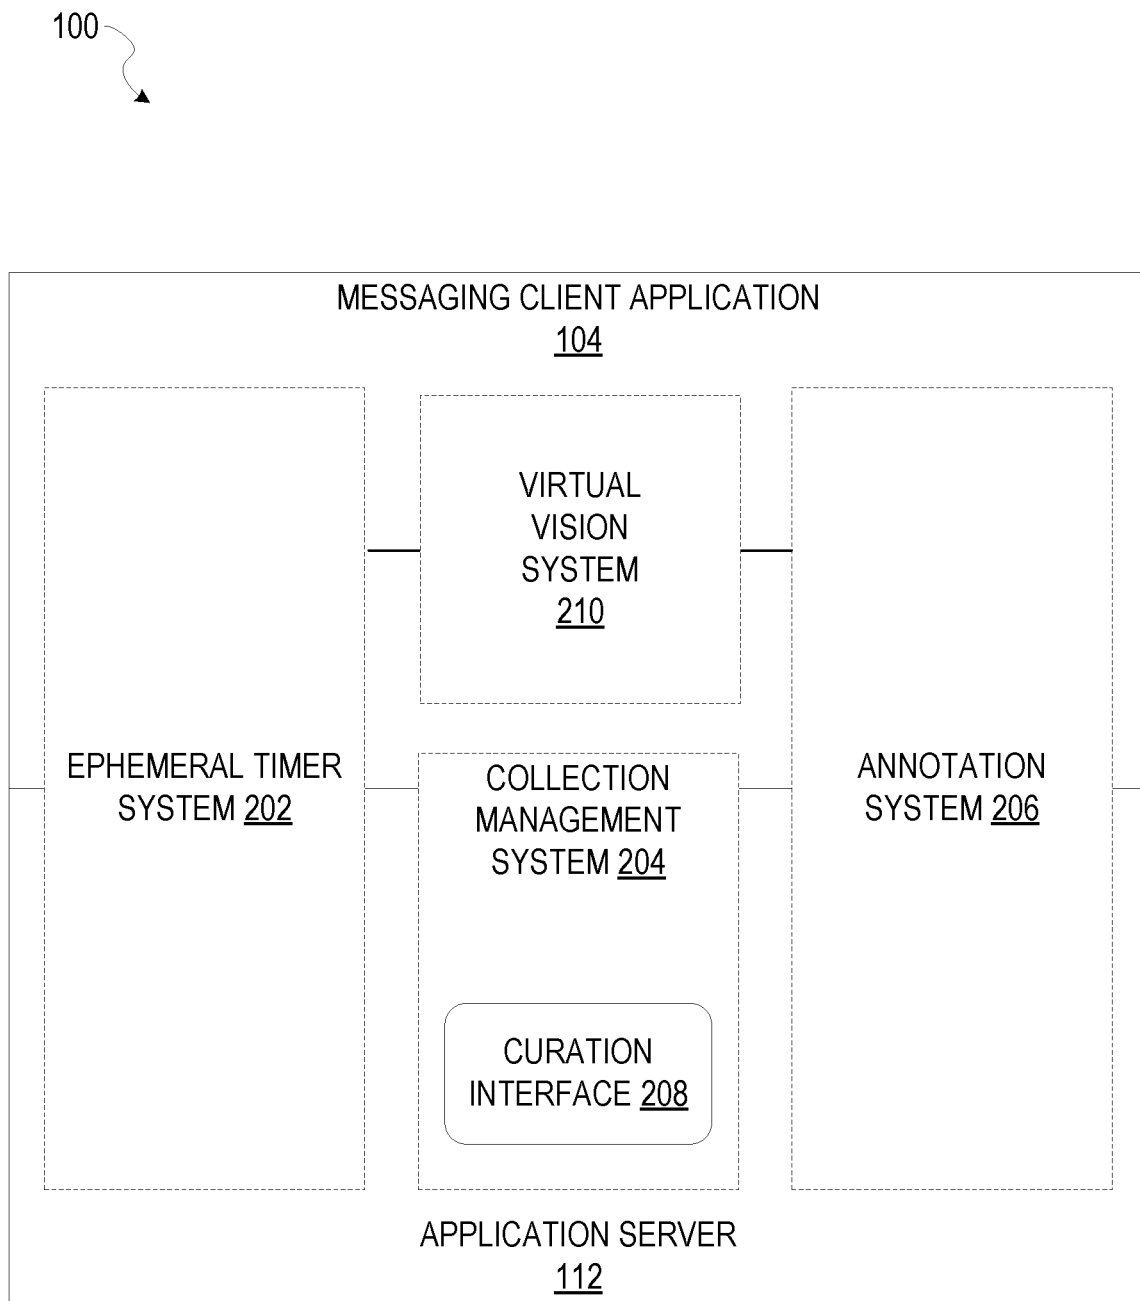 100
MESSAGING CLIENT APPLICATION
104
VIRTUAL
VISION
SYSTEM
210
EPHEMERAL TIMER
SYSTEM 202
COLLECTION
MANAGEMENT
SYSTEM 204
ANNOTATION
SYSTEM 206
CURATION
INTERFACE 208
APPLICATION SERVER
112